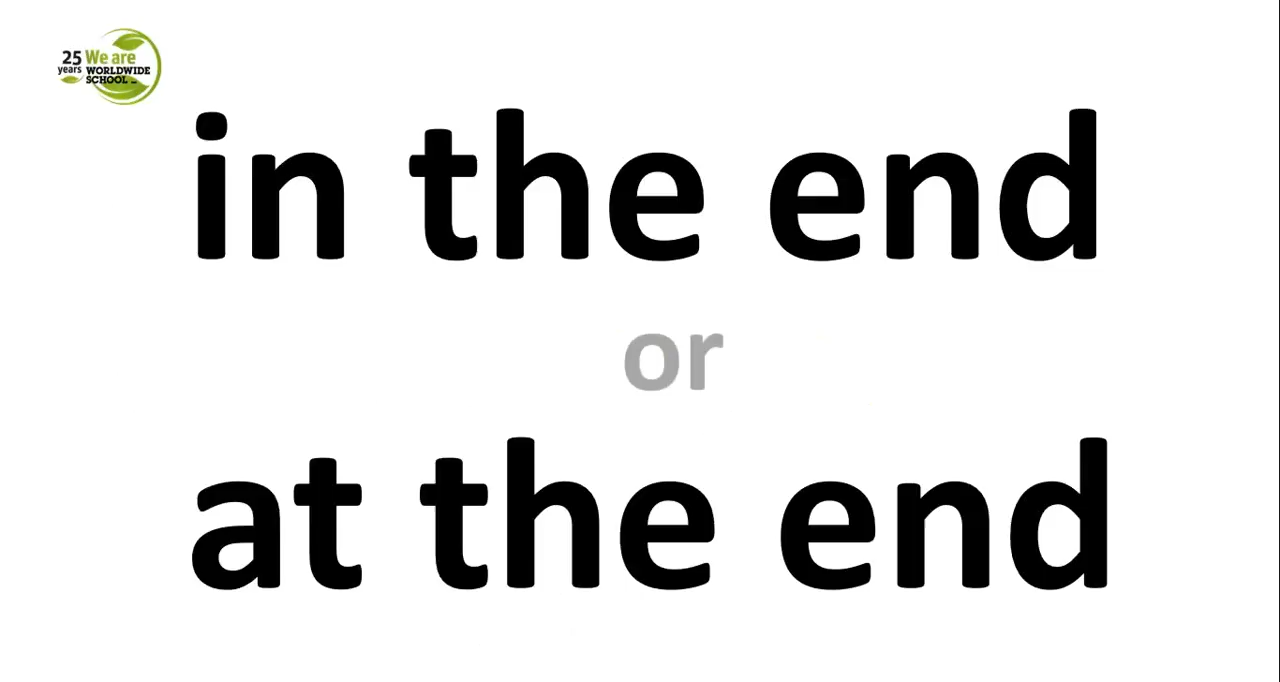 25 We are
years WORLDWIDE
SCHOOL
in the end
or
at the end